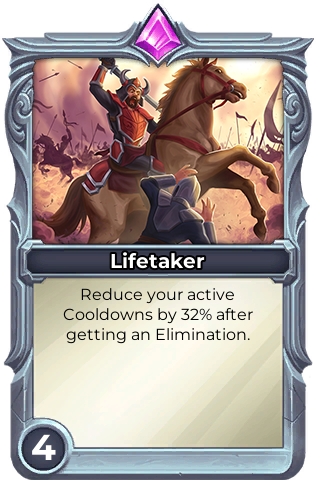 Lifetaker
Reduce your active
Cooldowns by 32% after
getting an Elimination.
4